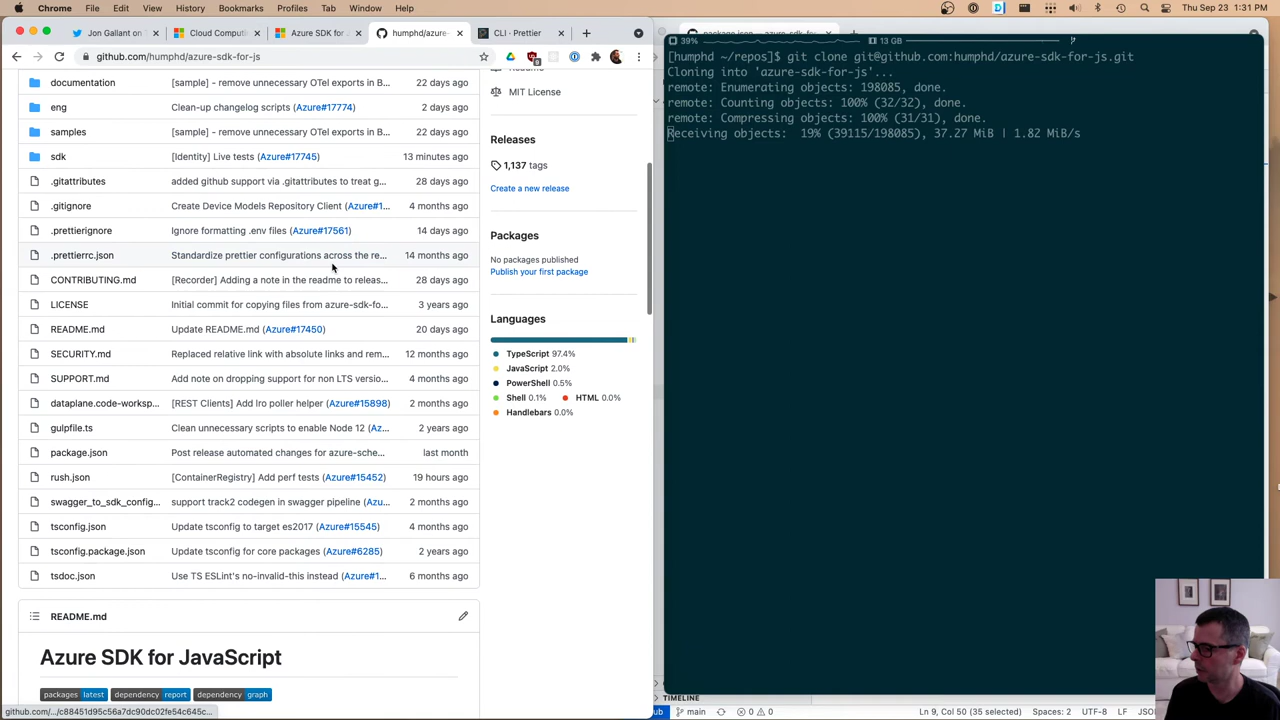 Chrome File Edit View History Bookmarks Profiles Tab Window Help Thu Sep 23 1:31 PM
Jon Gallant on Tw × Cloud Computi × Azure SDK for × humphd/azure- × CLI · Prettier × +
github.com/humphd/azure-sdk-for-js
39% 13 GB
documentation [sample] - remove unnecessary OTel exports in B... 22 days ago
eng Clean-up changelog scripts (Azure#17774) 2 days ago
samples [sample] - remove unnecessary OTel exports in B... 22 days ago
sdk [Identity] Live tests (Azure#17745) 13 minutes ago
.gitattributes added github support via .gitattributes to treat g... 28 days ago
.gitignore Create Device Models Repository Client (Azure#1... 4 months ago
.prettierignore Ignore formatting .env files (Azure#17561) 14 days ago
.prettierrc.json Standardize prettier configurations across the re... 14 months ago
CONTRIBUTING.md [Recorder] Adding a note in the readme to releas... 28 days ago
LICENSE Initial commit for copying files from azure-sdk-fo... 3 years ago
README.md Update README.md (Azure#17450) 20 days ago
SECURITY.md Replaced relative link with absolute links and rem... 12 months ago
SUPPORT.md Add note on dropping support for non LTS versio... 4 months ago
dataplane.code-worksp... [REST Clients] Add lro poller helper (Azure#15898) 2 months ago
gulpfile.ts Clean unnecessary scripts to enable Node 12 (Az... 2 years ago
package.json Post release automated changes for azure-sche... last month
rush.json [ContainerRegistry] Add perf tests (Azure#15452) 19 hours ago
swagger_to_sdk_config... support track2 codegen in swagger pipeline (Azu... 2 months ago
tsconfig.json Update tsconfig to target es2017 (Azure#15545) 4 months ago
tsconfig.package.json Update tsconfig for core packages (Azure#6285) 2 years ago
tsdoc.json Use TS ESLint's no-invalid-this instead (Azure#1... 6 months ago
README.md
Azure SDK for JavaScript
packages latest dependency report dependency graph
github.com/.../c88451d95c56a7dc90dc02fe54c645c...
MIT License
Releases
1,137 tags
Create a new release
Packages
No packages published
Publish your first package
Languages
TypeScript 97.4%
JavaScript 2.0%
PowerShell 0.5%
Shell 0.1% HTML 0.0%
Handlebars 0.0%
[humphd ~/repos]$ git clone git@github.com:humphd/azure-sdk-for-js.git
Cloning into 'azure-sdk-for-js'...
remote: Enumerating objects: 198085, done.
remote: Counting objects: 100% (32/32), done.
remote: Compressing objects: 100% (31/31), done.
Receiving objects: 19% (39115/198085), 37.27 MiB | 1.82 MiB/s
TIMELINE
main 0 0 Ln 9, Col 50 (35 selected) Spaces: 2 UTF-8 LF JSO